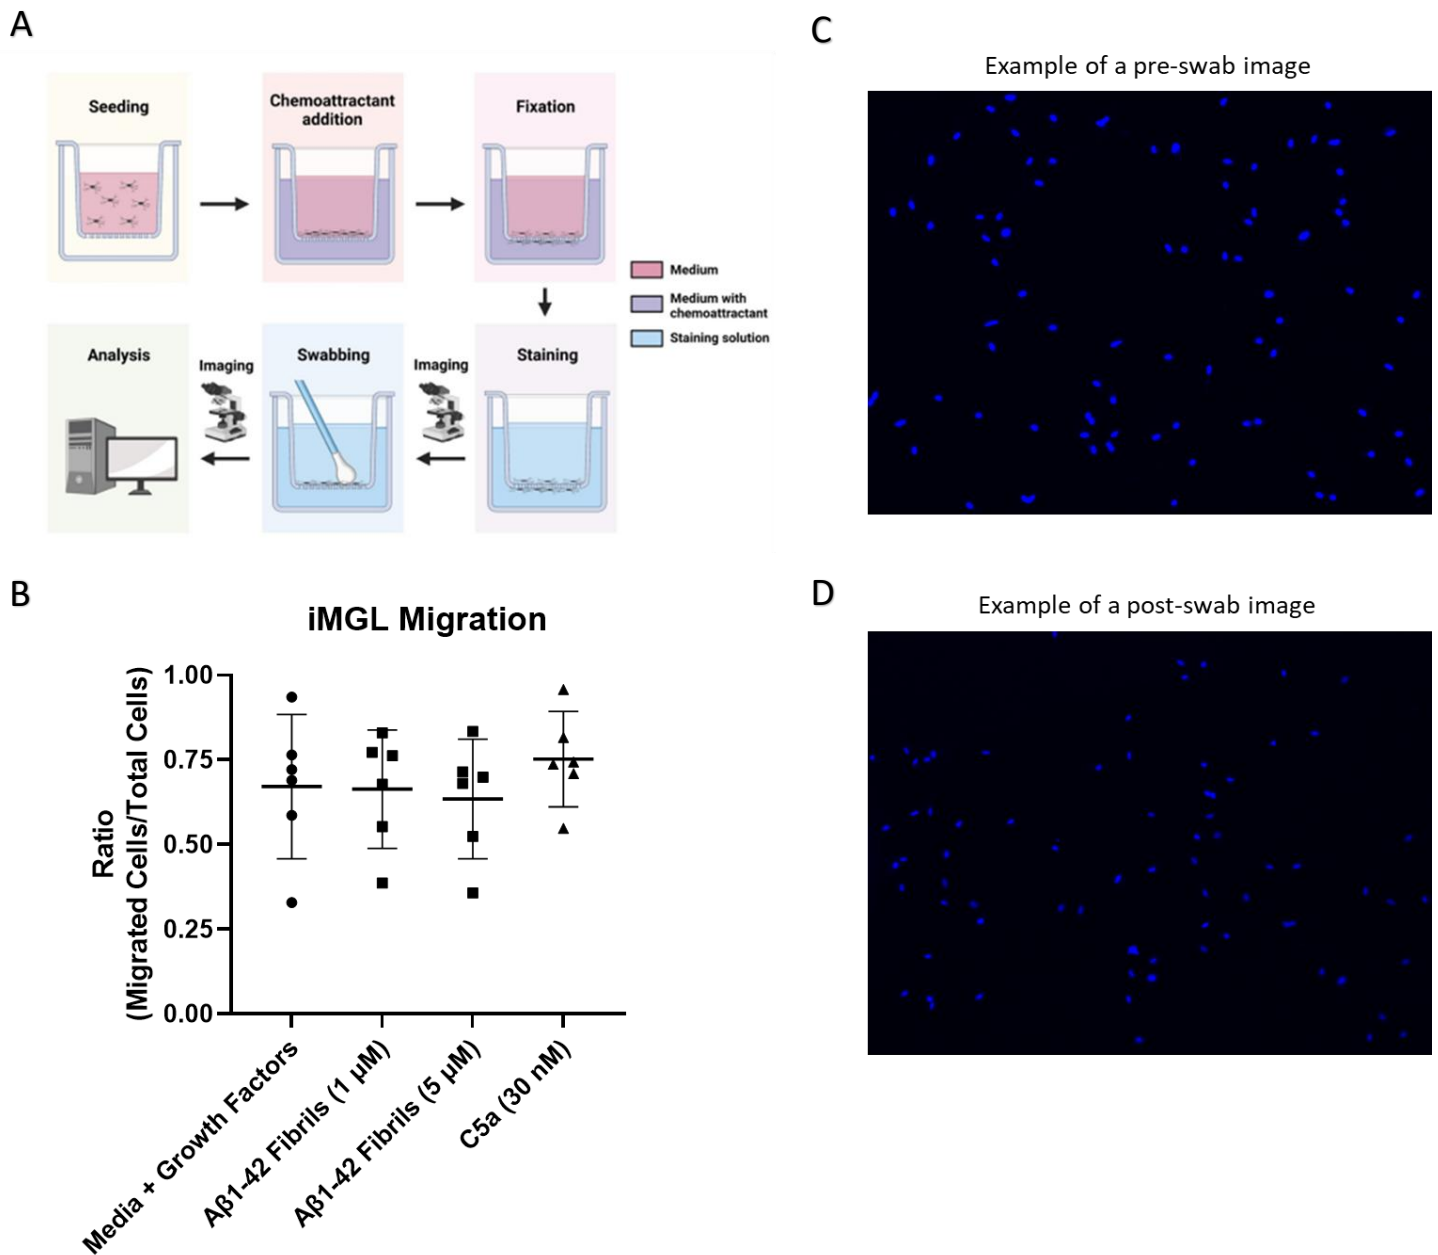 A
Seeding
Chemoattractant
addition
Fixation
Medium
Medium with
chemoattractant
Staining solution
Analysis
Imaging
Swabbing
Imaging
Staining
B
iMGL Migration
Ratio
(Migrated Cells/Total Cells)
1.00
0.75
0.50
0.25
0.00
Media + Growth Factors
Aβ1-42 Fibrils (1 µM)
Aβ1-42 Fibrils (5 µM)
C5a (30 nM)
C
Example of a pre-swab image
D
Example of a post-swab image